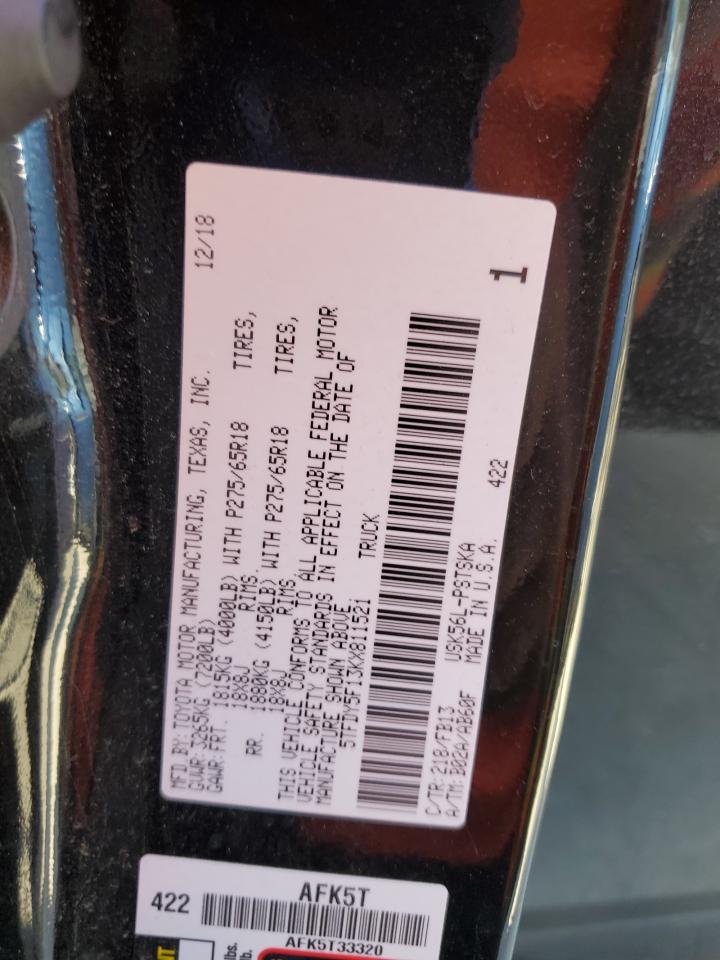 MFD BY: TOYOTA MOTOR MANUFACTURING, TEXAS, INC. 12/18
GVWR: 3265KG (7200LB)
GAWR: FRT. 1815KG (4000LB) WITH P275/65R18 TIRES,
18X8J RIMS
RR. 1880KG (4150LB) WITH P275/65R18 TIRES,
18X8J RIMS.
THIS VEHICLE CONFORMS TO ALL APPLICABLE FEDERAL MOTOR
VEHICLE SAFETY STANDARDS IN EFFECT ON THE DATE OF
MANUFACTURE SHOWN ABOVE
5TFDY5F13KX811521 TRUCK
C/TR: 218/FB13 USK56L-PSTSKA 422
A/TM: B02A/AB60F MADE IN U.S.A.
1
422 AFK5T
AFK5T33320
lbs.
lb.